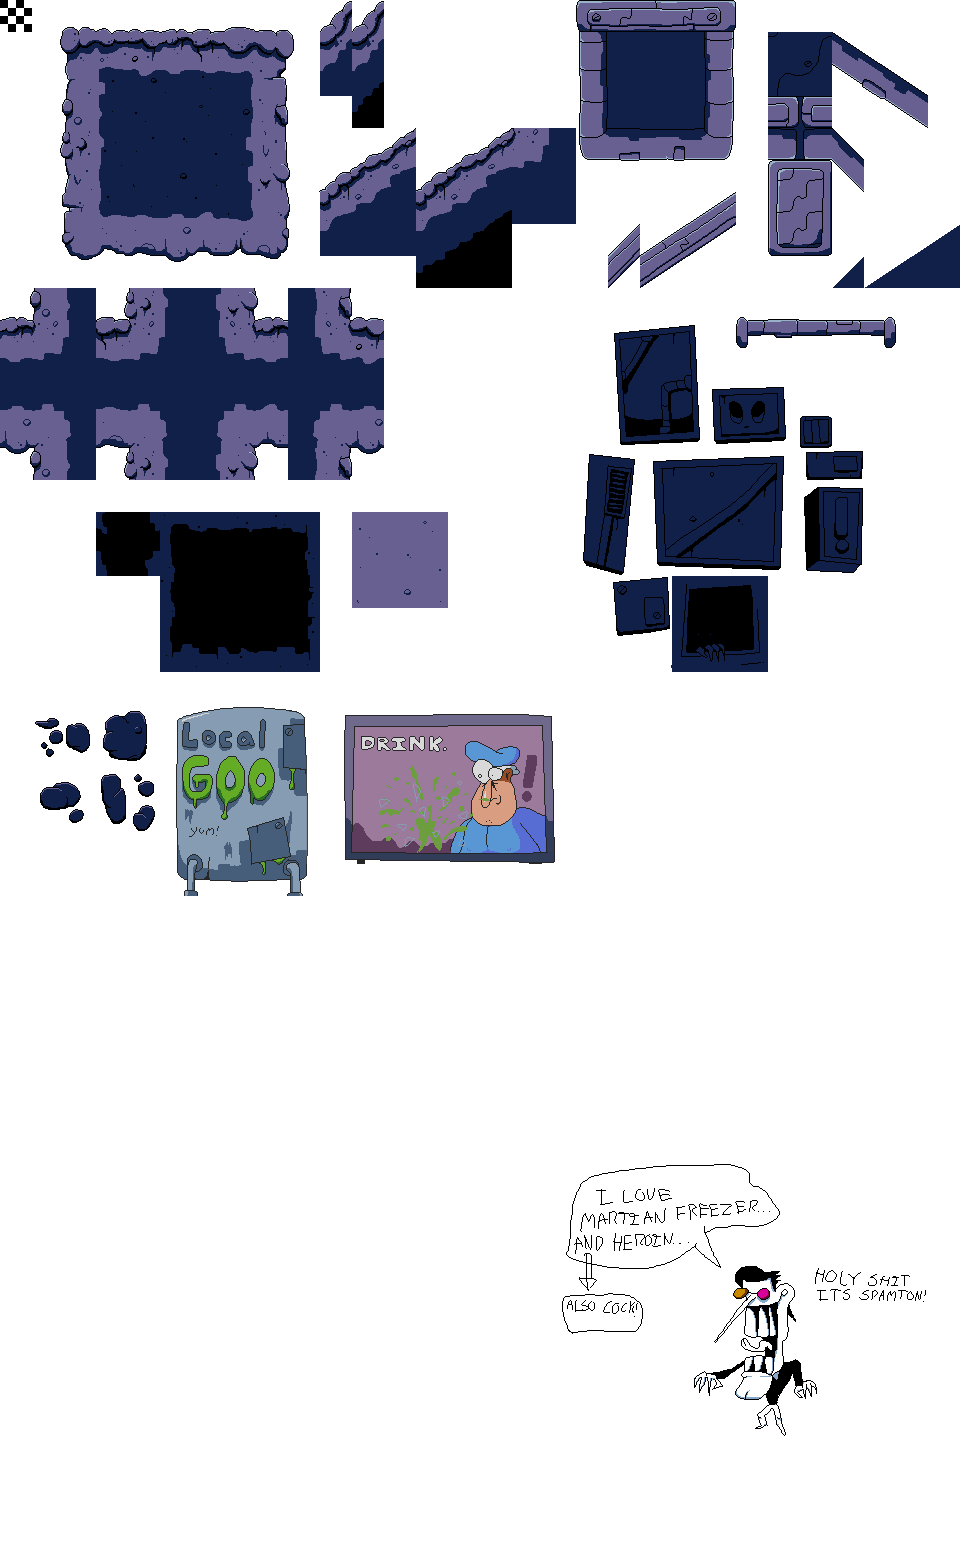 Local
GOO
yum!
DRINK.
I LOVE
MARTIAN FREEZER...
AND HEROIN...
ALSO COCK!
HOLY SHIT
ITS SPAMTON!